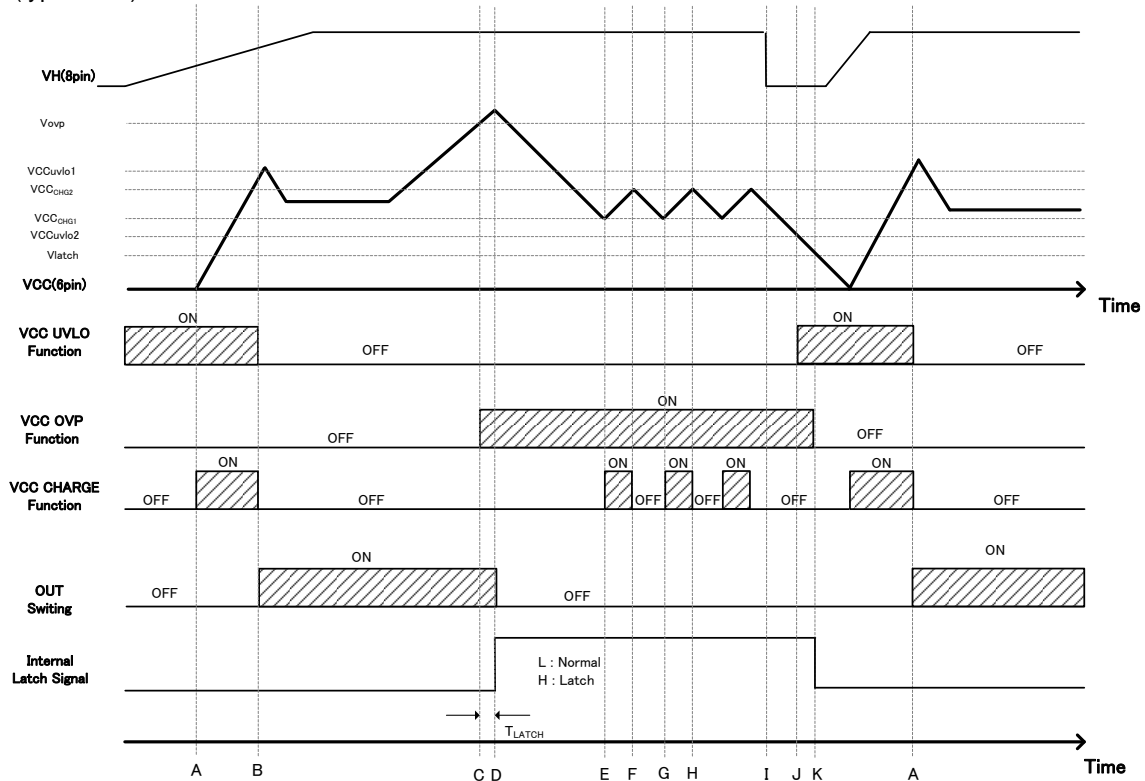 VH(8pin)
Vovp
VCCuvlo1
VCCCHG2
VCCCHG1
VCCuvlo2
Vlatch
VCC(6pin)
Time
VCC UVLO
Function
ON
OFF
ON
OFF
VCC OVP
Function
OFF
ON
OFF
VCC CHARGE
Function
OFF
ON
OFF
ON
OFF
ON
OFF
ON
OFF
ON
OFF
OUT
Switing
OFF
ON
OFF
ON
Internal
Latch Signal
L : Normal
H : Latch
TLATCH
Time
A B C D E F G H I J K A